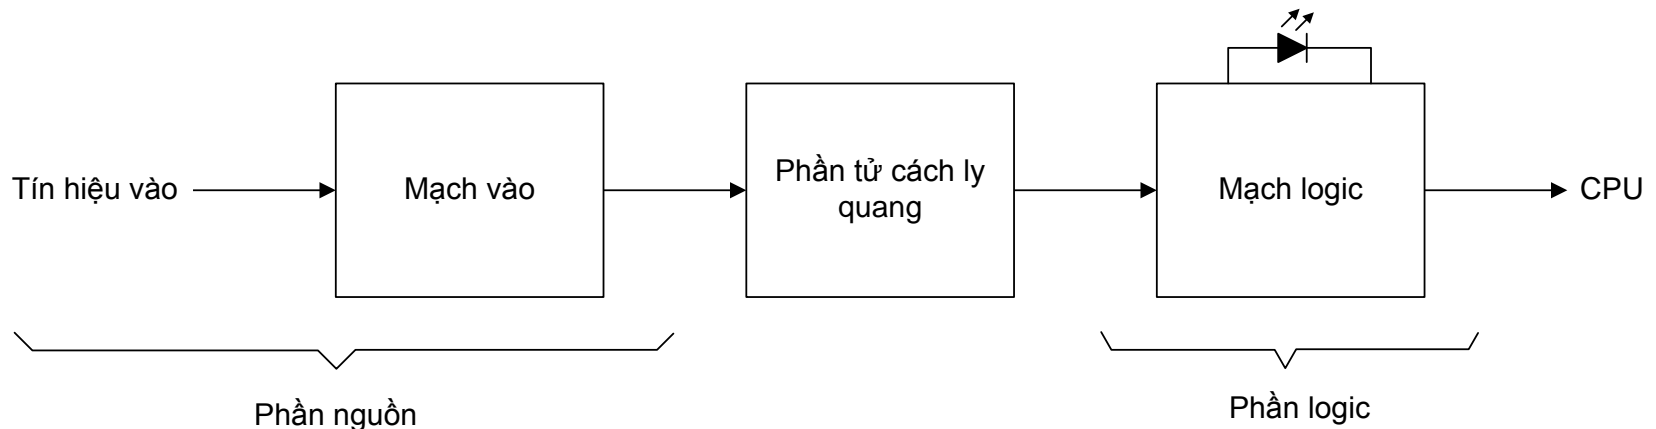 Tín hiệu vào
Mạch vào
Phần tử cách ly
quang
Mạch logic
CPU
Phần nguồn
Phần logic